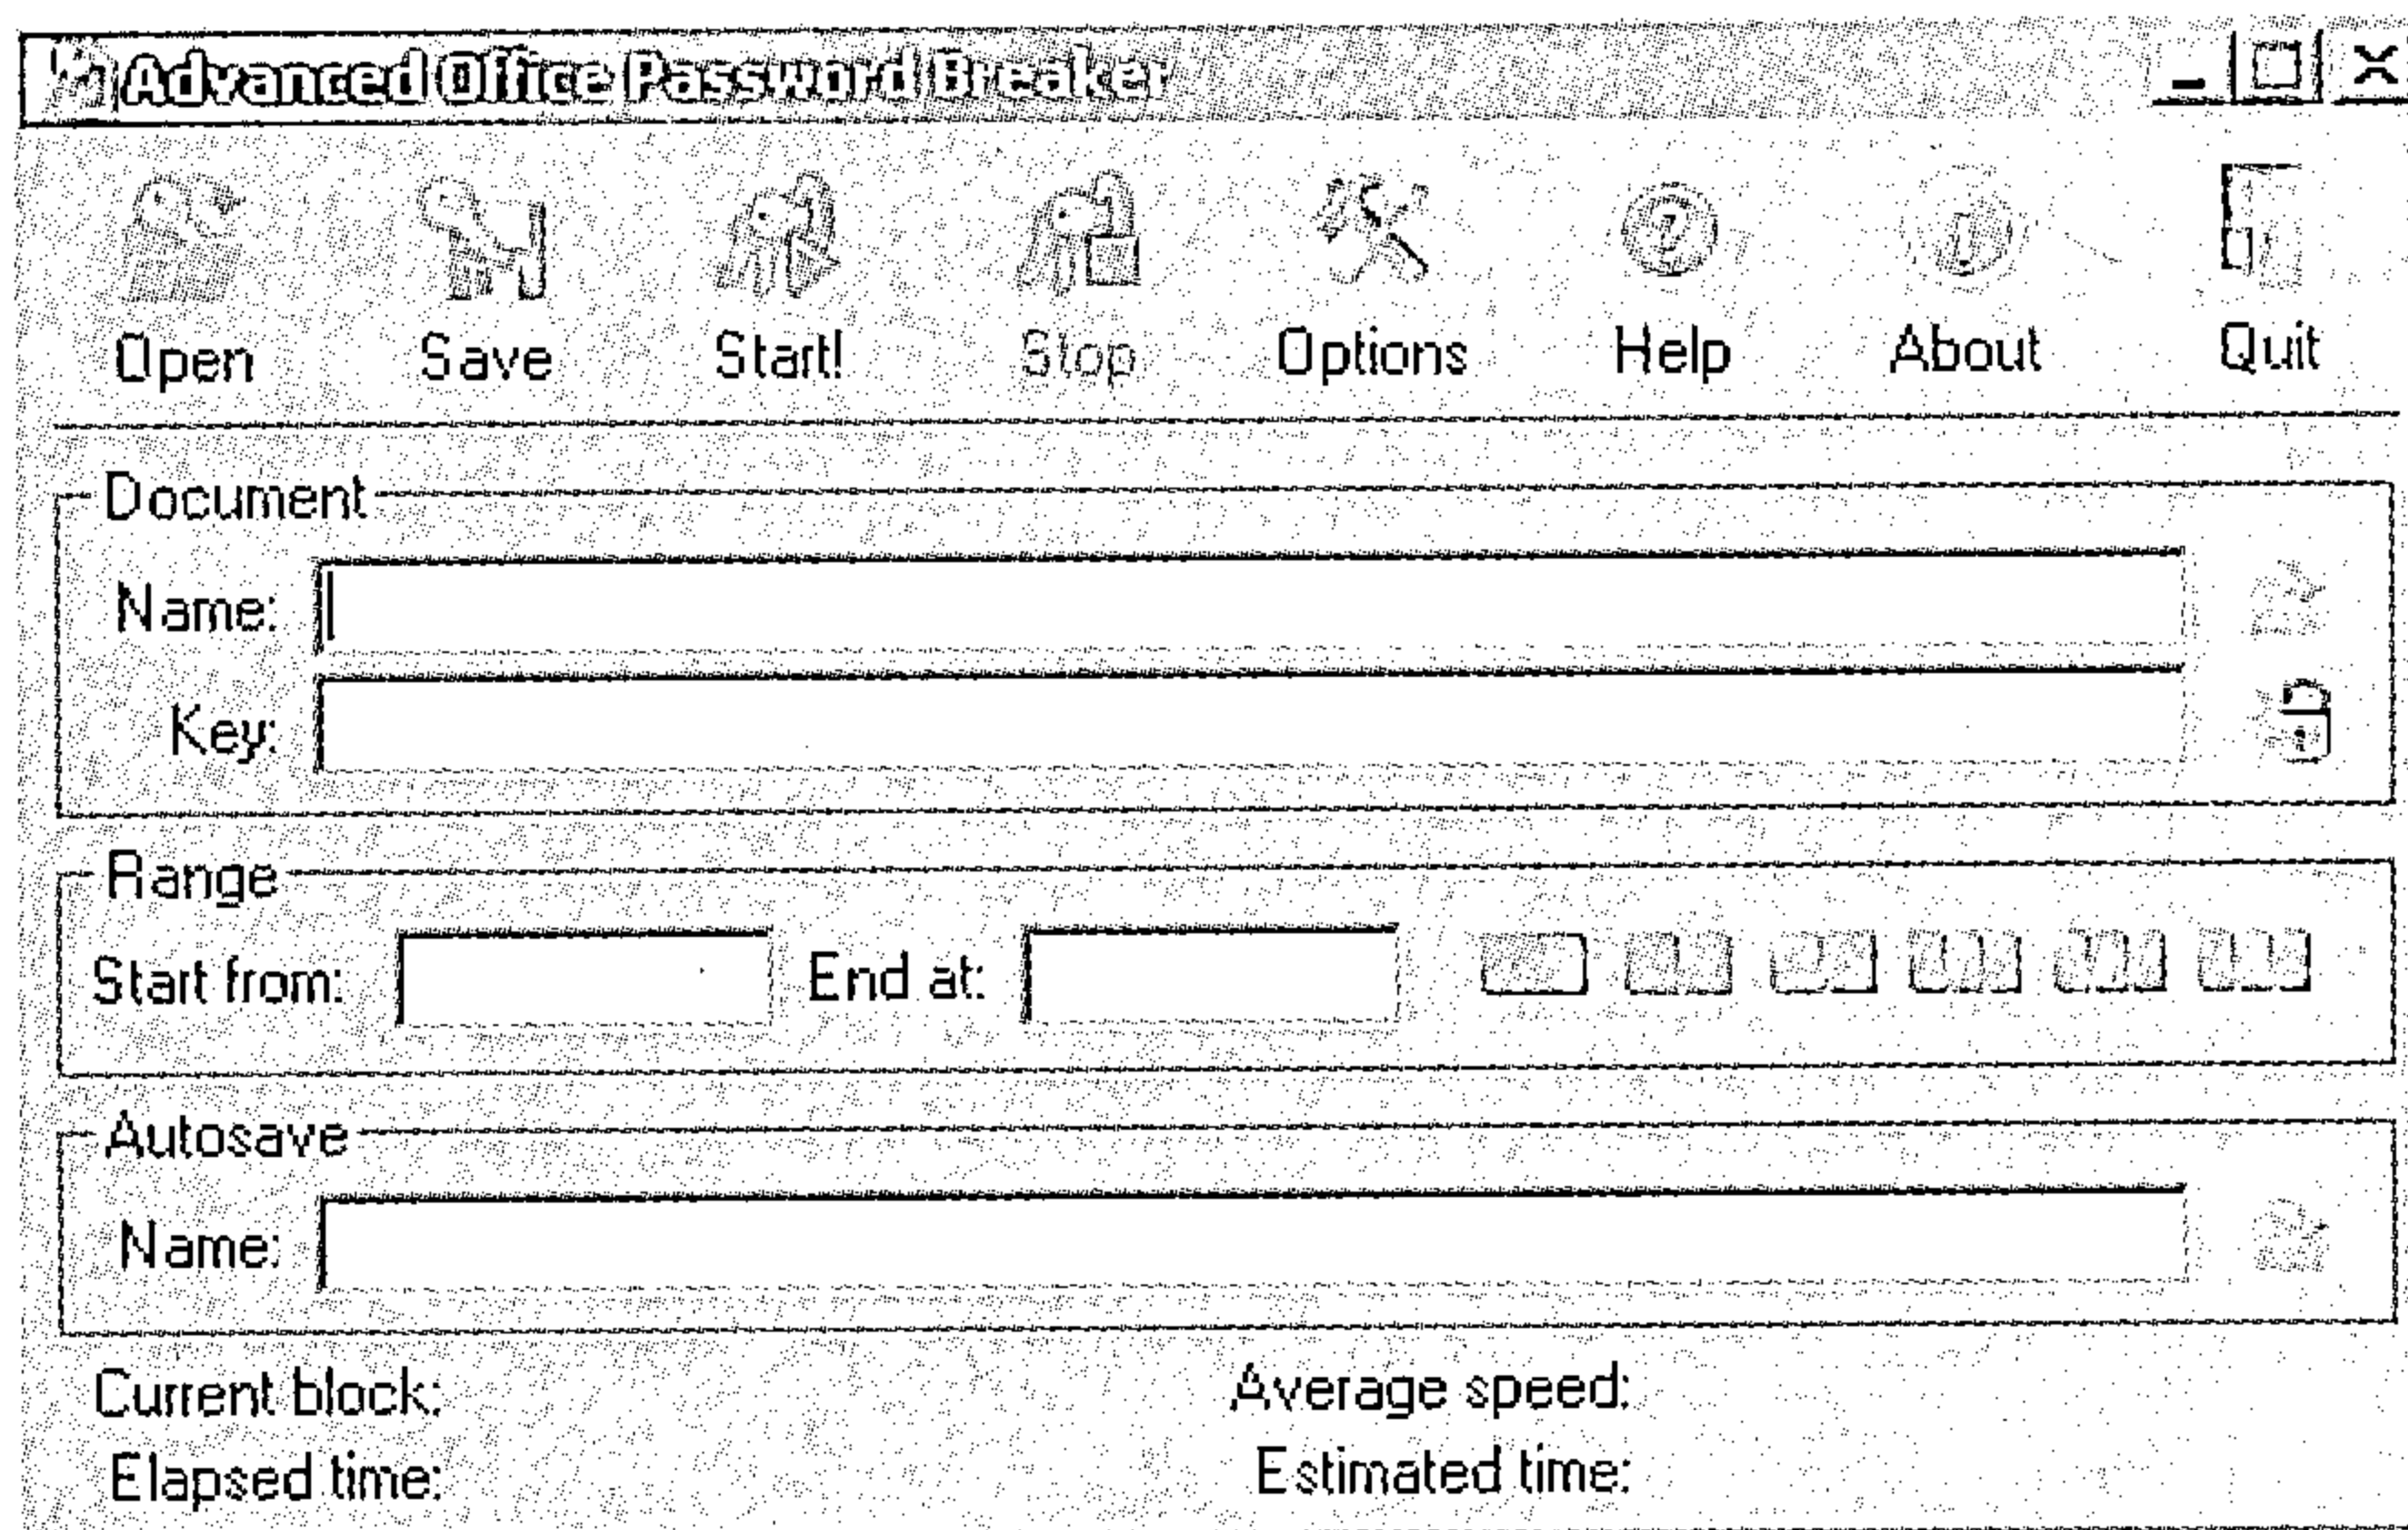 Advanced Office Password Breaker
Open Save Start! Stop Options Help About Quit
Document
Name:
Key:
Range
Start from: End at:
Autosave
Name:
Current block: Average speed:
Elapsed time: Estimated time: